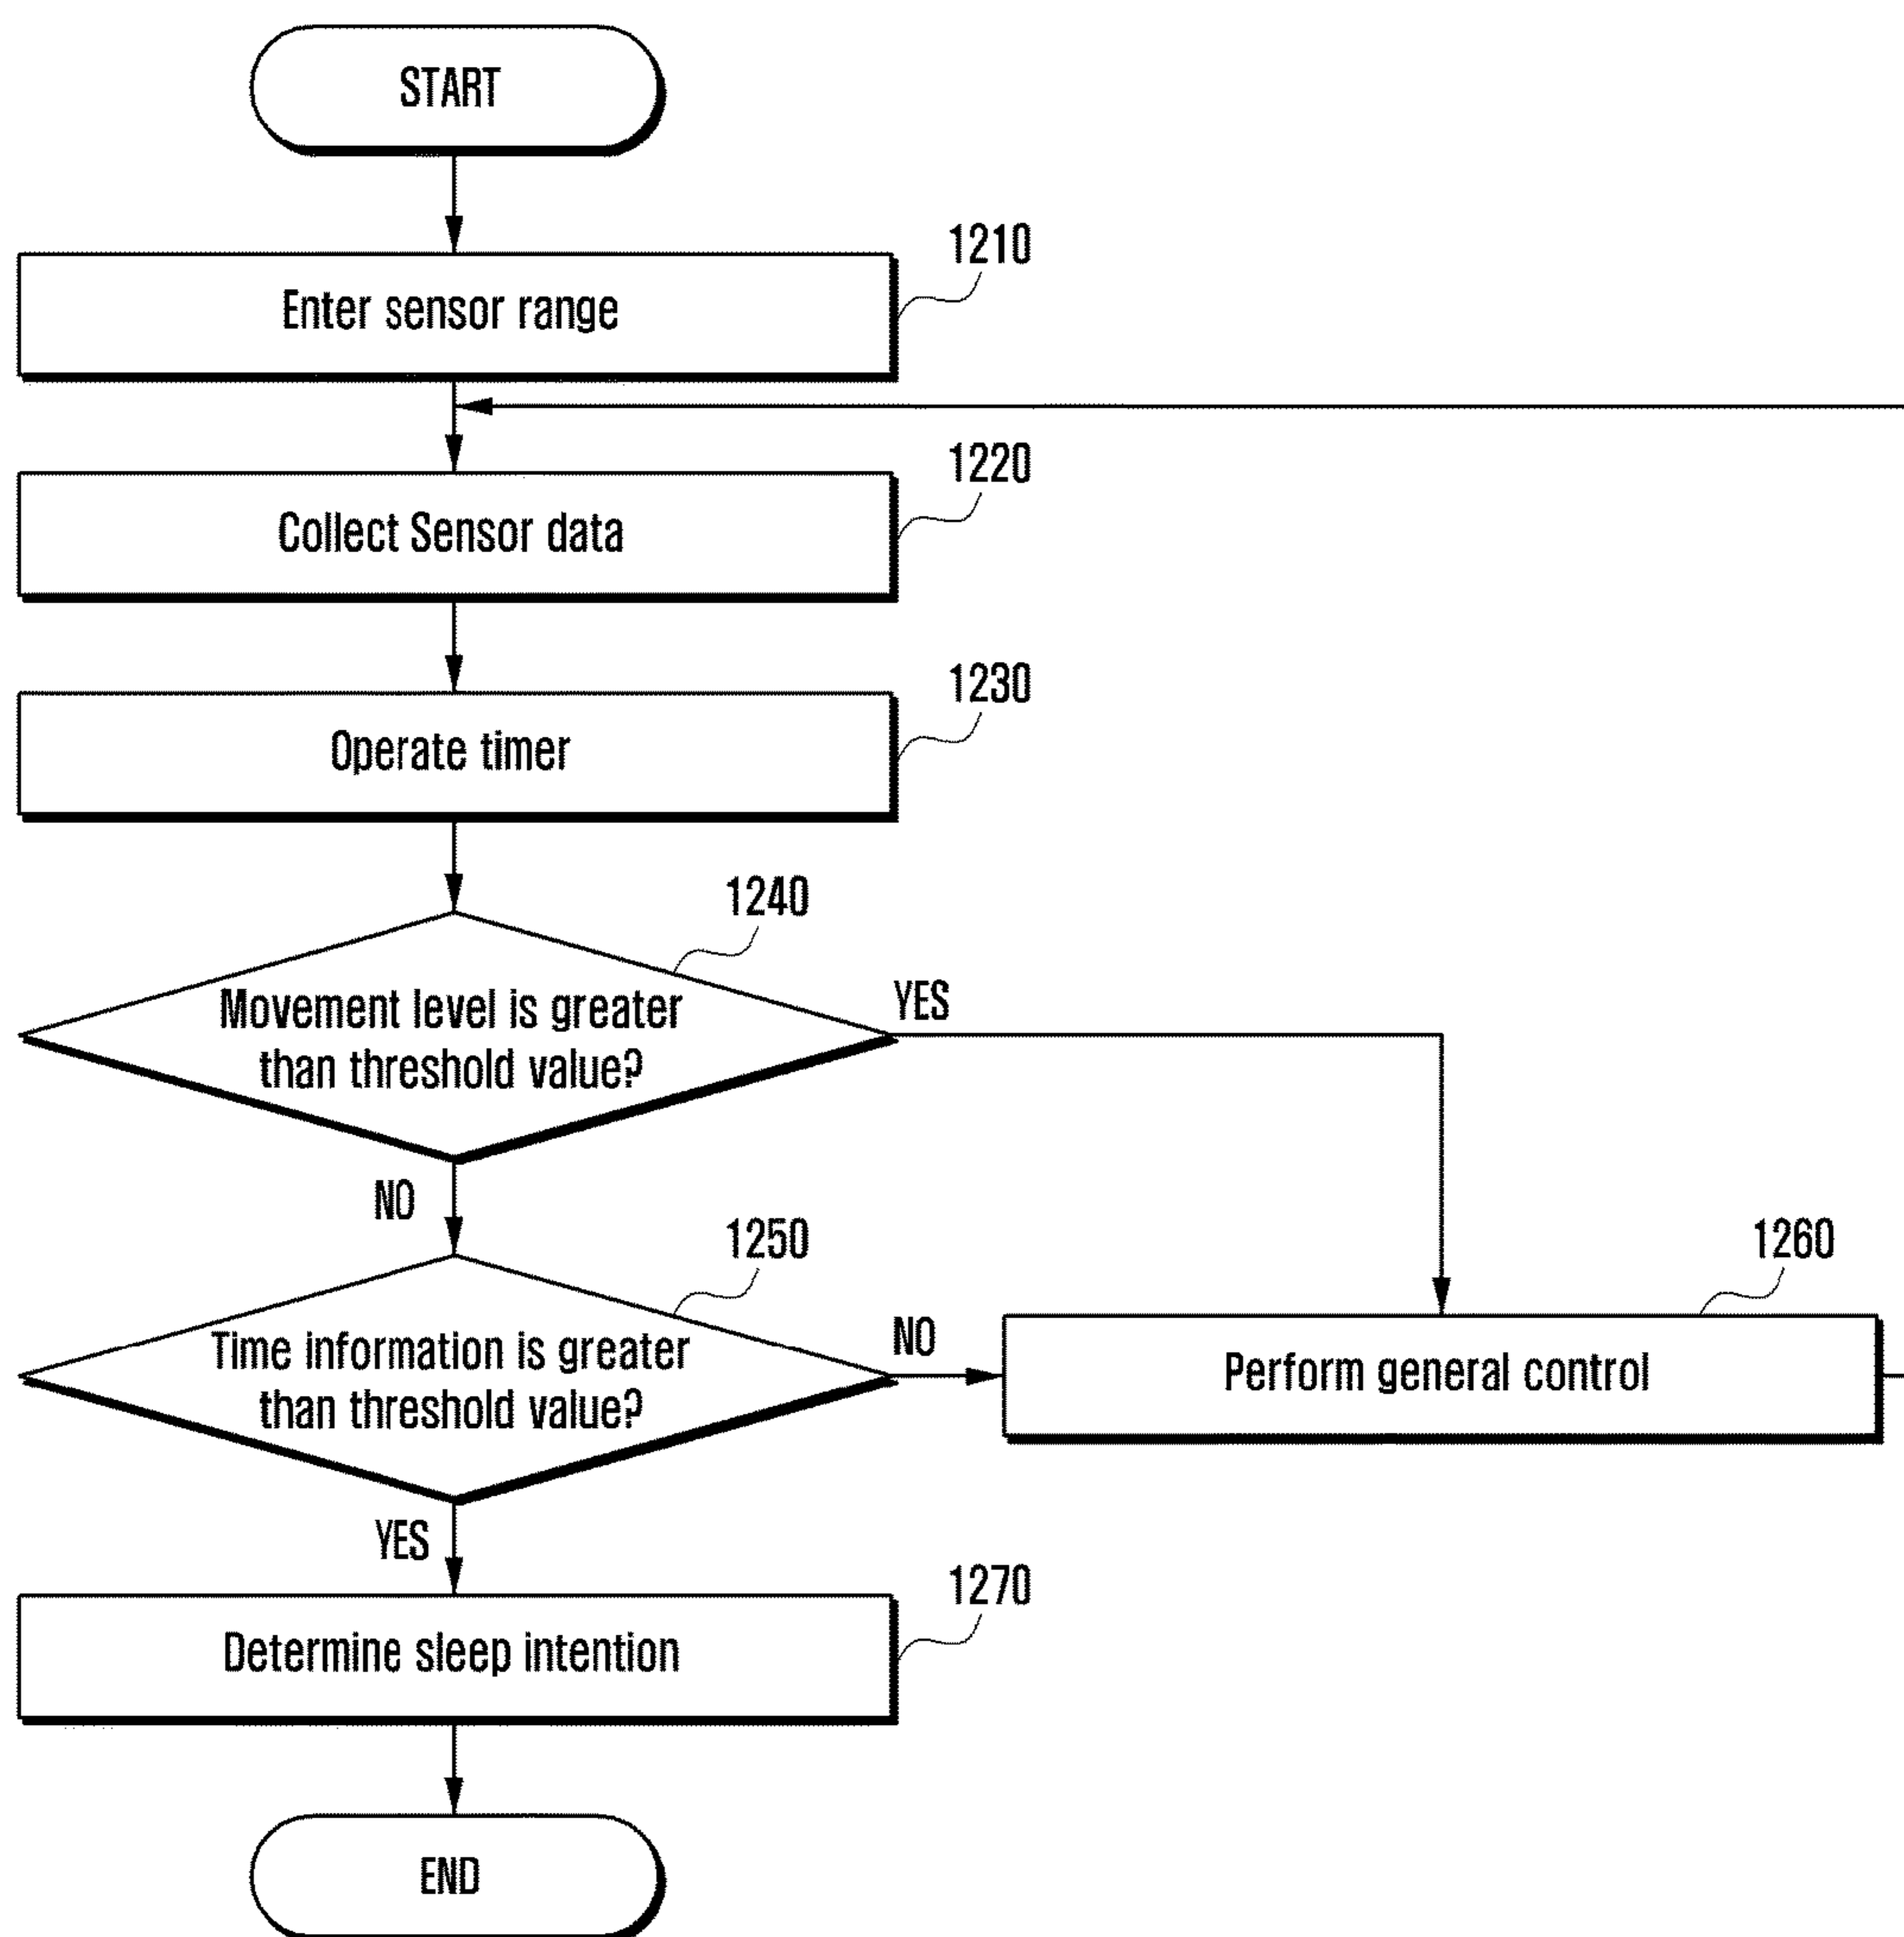 START
1210
Enter sensor range
1220
Collect Sensor data
1230
Operate timer
1240
Movement level is greater
than threshold value?
YES
NO
1250
Time information is greater
than threshold value?
NO
1260
Perform general control
YES
1270
Determine sleep intention
END